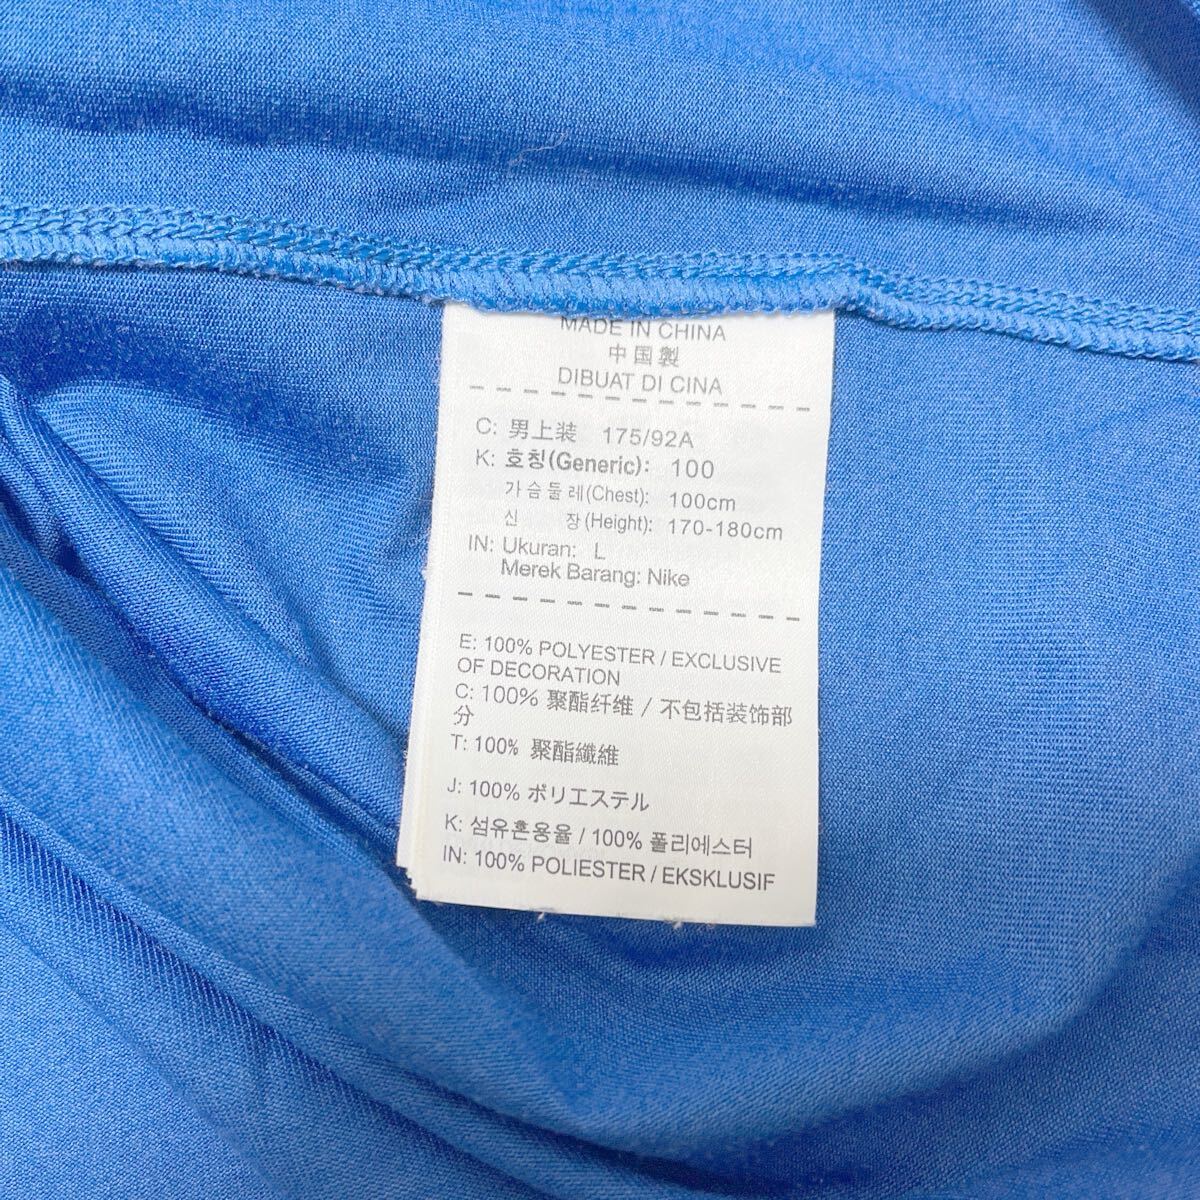 MADE IN CHINA
中国製
DIBUAT DI CINA
C: 男上装 175/92A
K: 호칭(Generic): 100
가슴둘레(Chest): 100cm
신 장(Height): 170-180cm
IN: Ukuran: L
Merek Barang: Nike
E: 100% POLYESTER / EXCLUSIVE
OF DECORATION
C: 100% 聚酯纤维 / 不包括装饰部
分
T: 100% 聚酯纖維
J: 100% ポリエステル
K: 섬유혼용율 / 100% 폴리에스터
IN: 100% POLIESTER / EKSKLUSIF